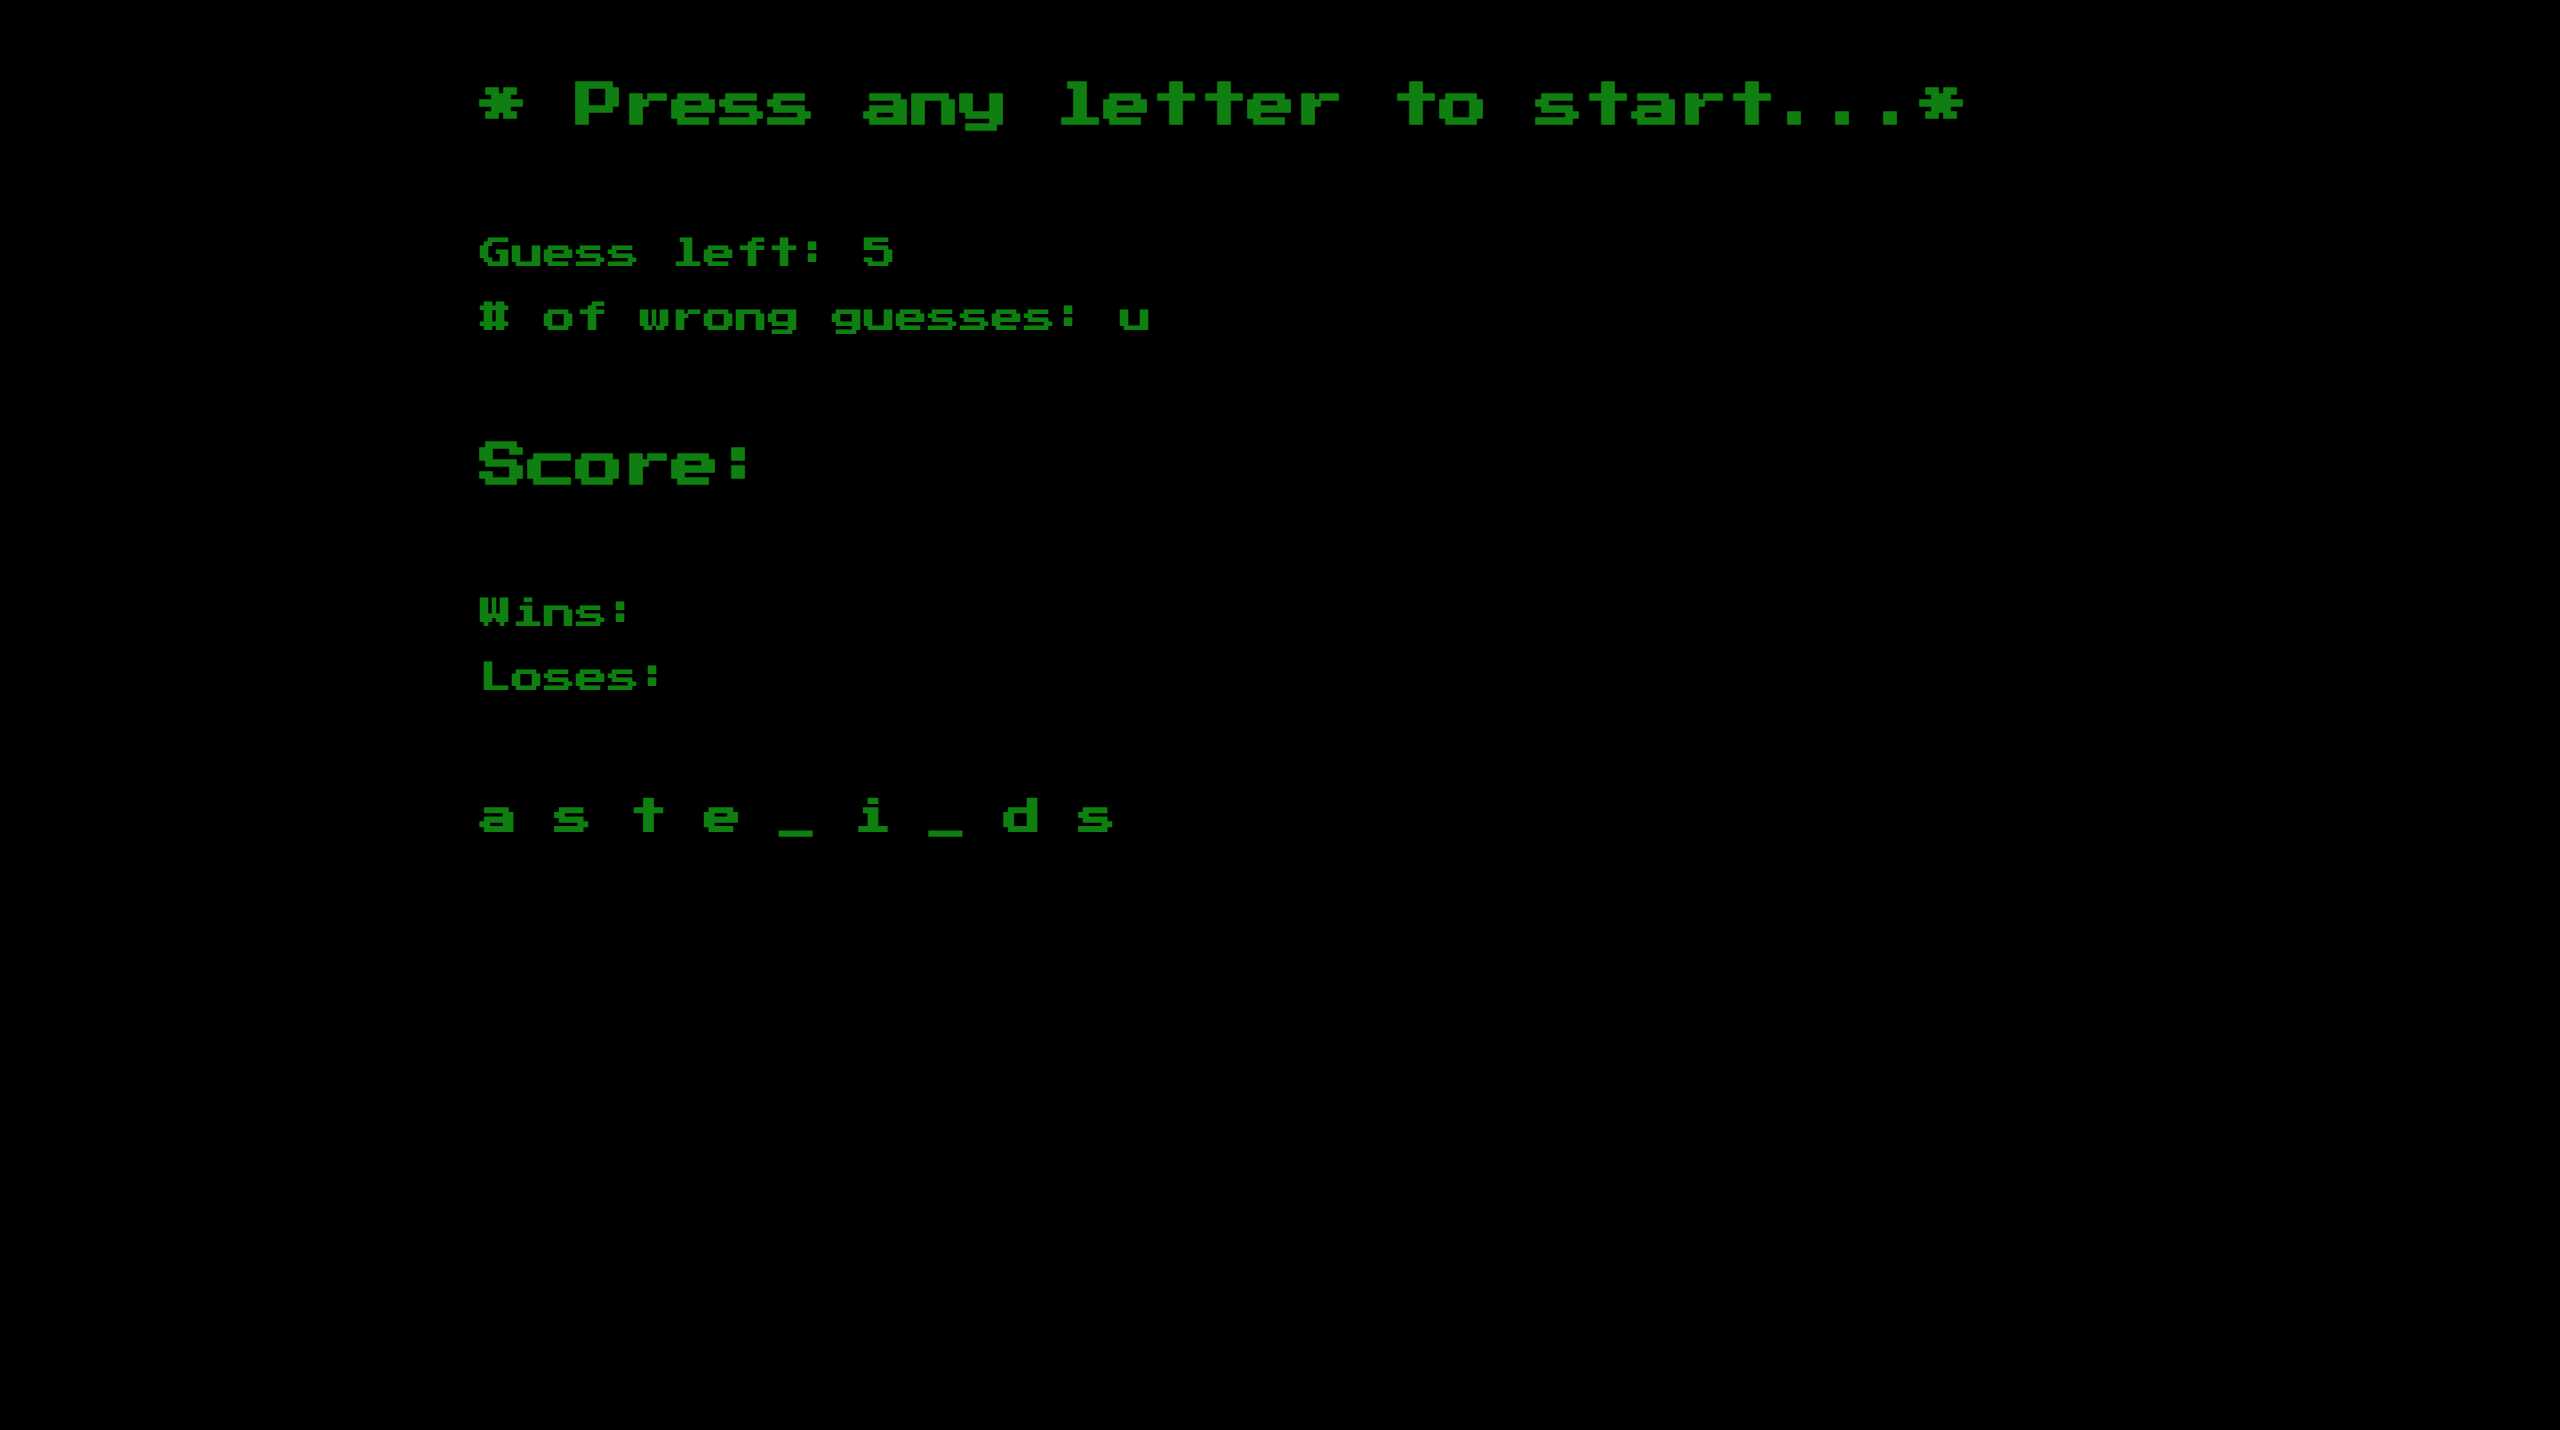 * Press any letter to start...*
Guess left: 5
# of wrong guesses: u
Score:
Wins:
Loses:
a s t e _ i _ d s